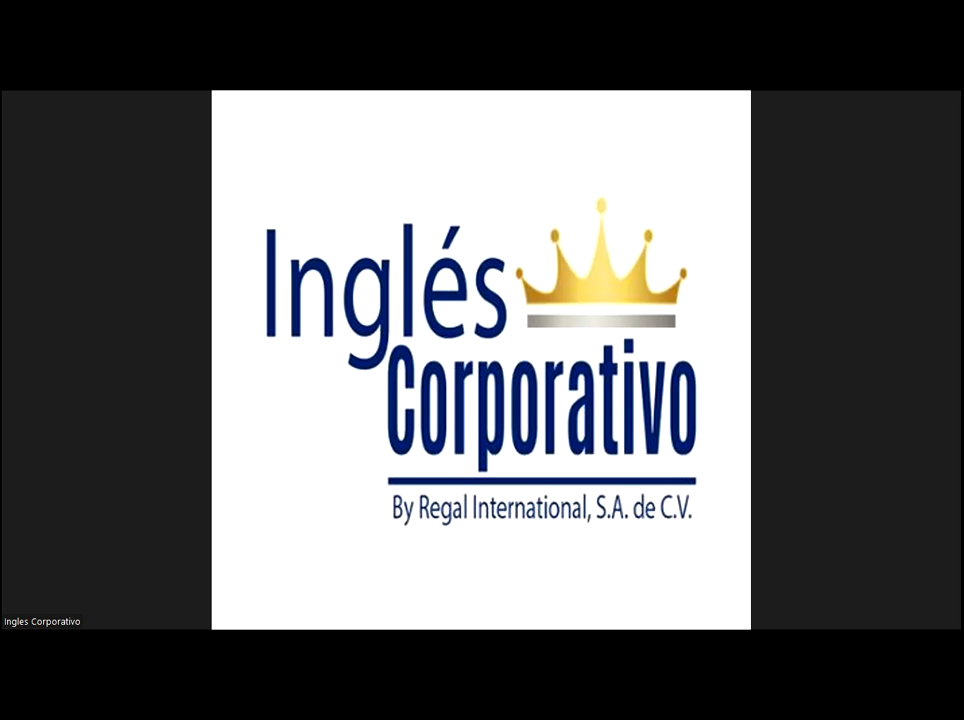 Inglés
Corporativo
By Regal International, S.A. de C.V.
Ingles Corporativo